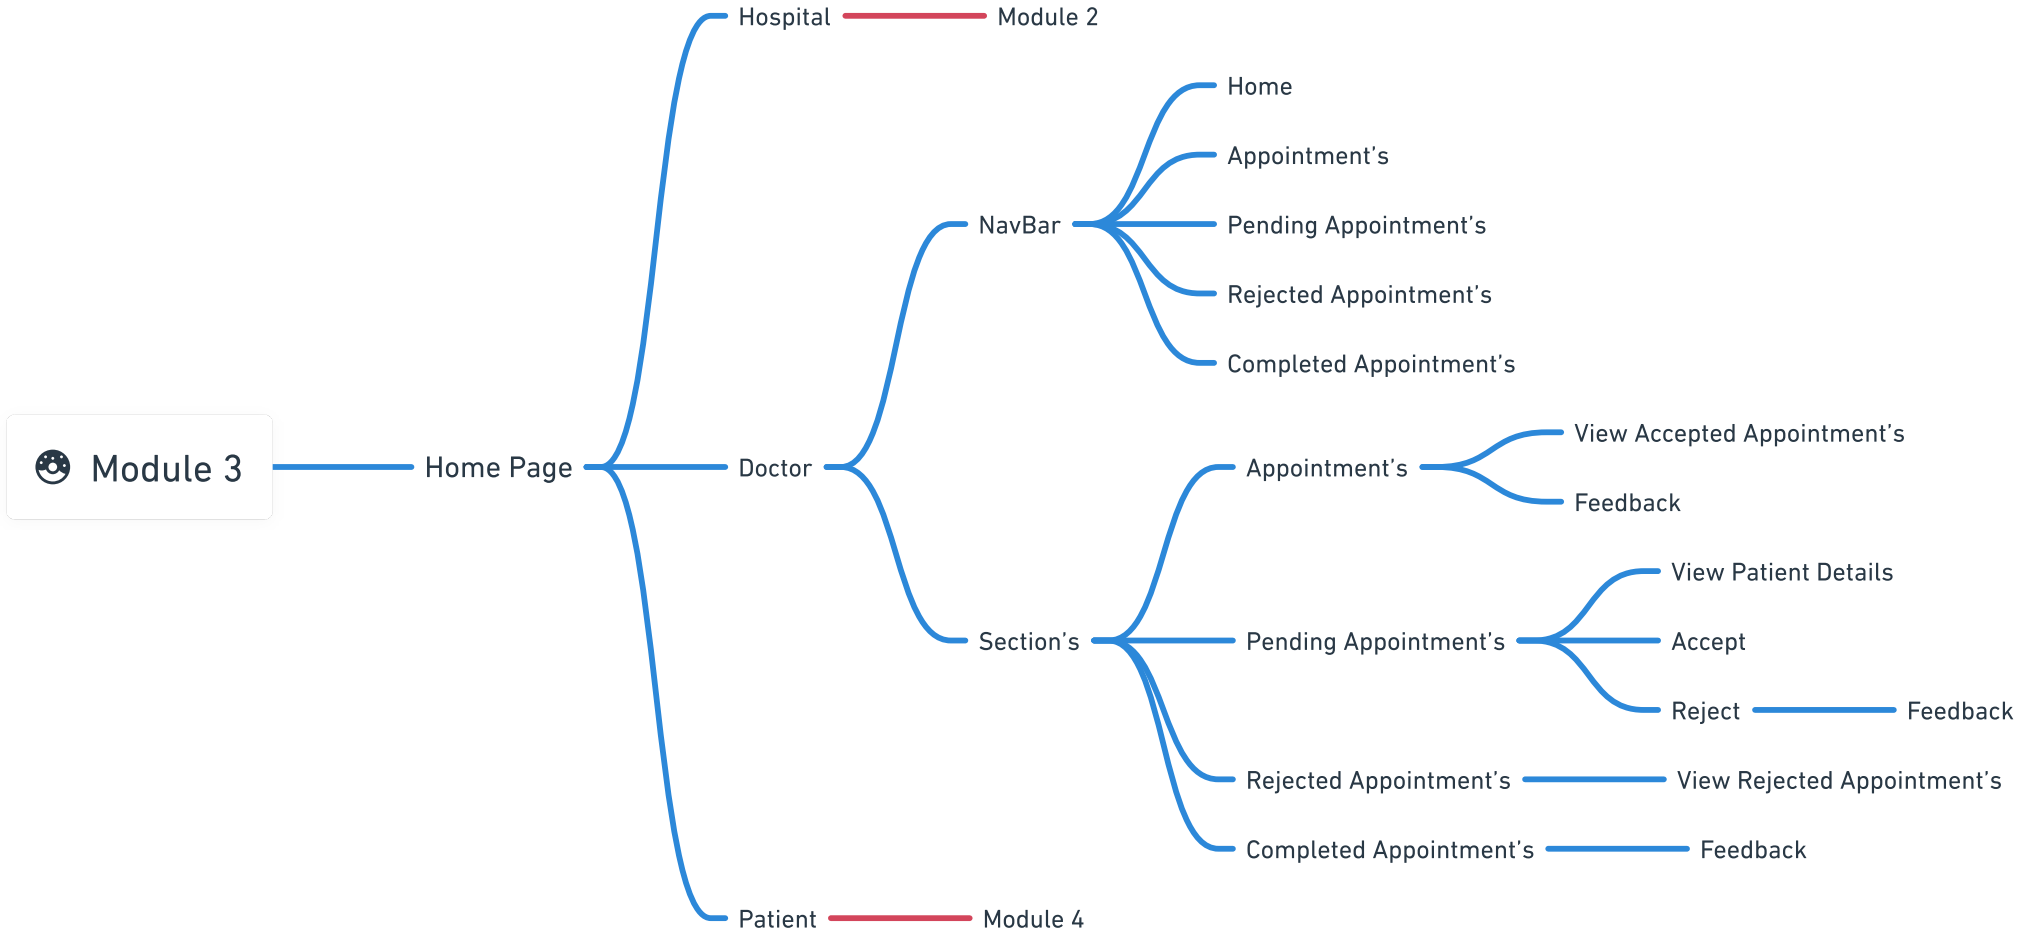 Hospital
Module 2
Home
Appointment’s
NavBar
Pending Appointment’s
Rejected Appointment’s
Completed Appointment’s
Module 3
Home Page
Doctor
Appointment’s
View Accepted Appointment’s
Feedback
Section’s
Pending Appointment’s
View Patient Details
Accept
Reject
Feedback
Rejected Appointment’s
View Rejected Appointment’s
Completed Appointment’s
Feedback
Patient
Module 4